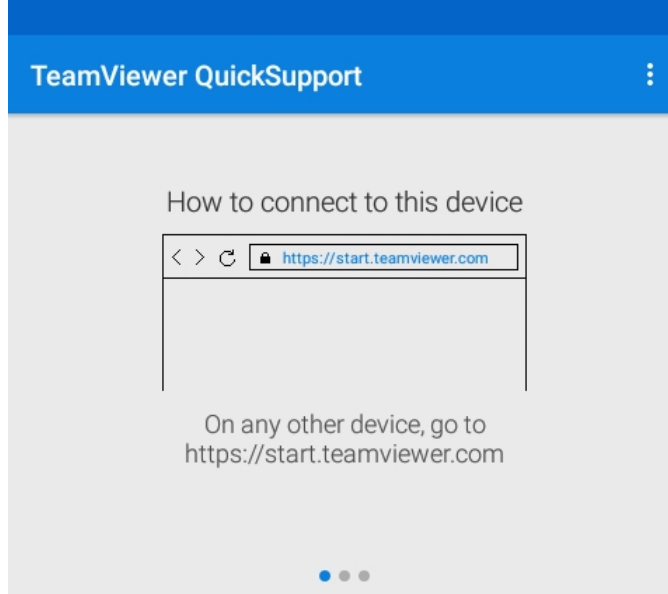 TeamViewer QuickSupport
How to connect to this device
https://start.teamviewer.com
On any other device, go to
https://start.teamviewer.com